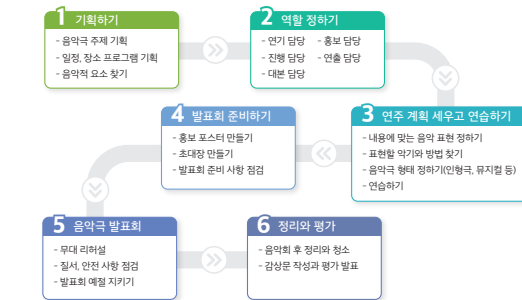 1 기획하기
- 음악극 주제 기획
- 일정, 장소 프로그램 기획
- 음악적 요소 찾기
2 역할 정하기
- 연기 담당 - 홍보 담당
- 진행 담당 - 연출 담당
- 대본 담당
3 연주 계획 세우고 연습하기
- 내용에 맞는 음악 표현 정하기
- 표현할 악기와 방법 찾기
- 음악극 형태 정하기(인형극, 뮤지컬 등)
- 연습하기
4 발표회 준비하기
- 홍보 포스터 만들기
- 초대장 만들기
- 발표회 준비 사항 점검
5 음악극 발표회
- 무대 리허설
- 질서, 안전 사항 점검
- 발표회 예절 지키기
6 정리와 평가
- 음악회 후 정리와 청소
- 감상문 작성과 평가 발표